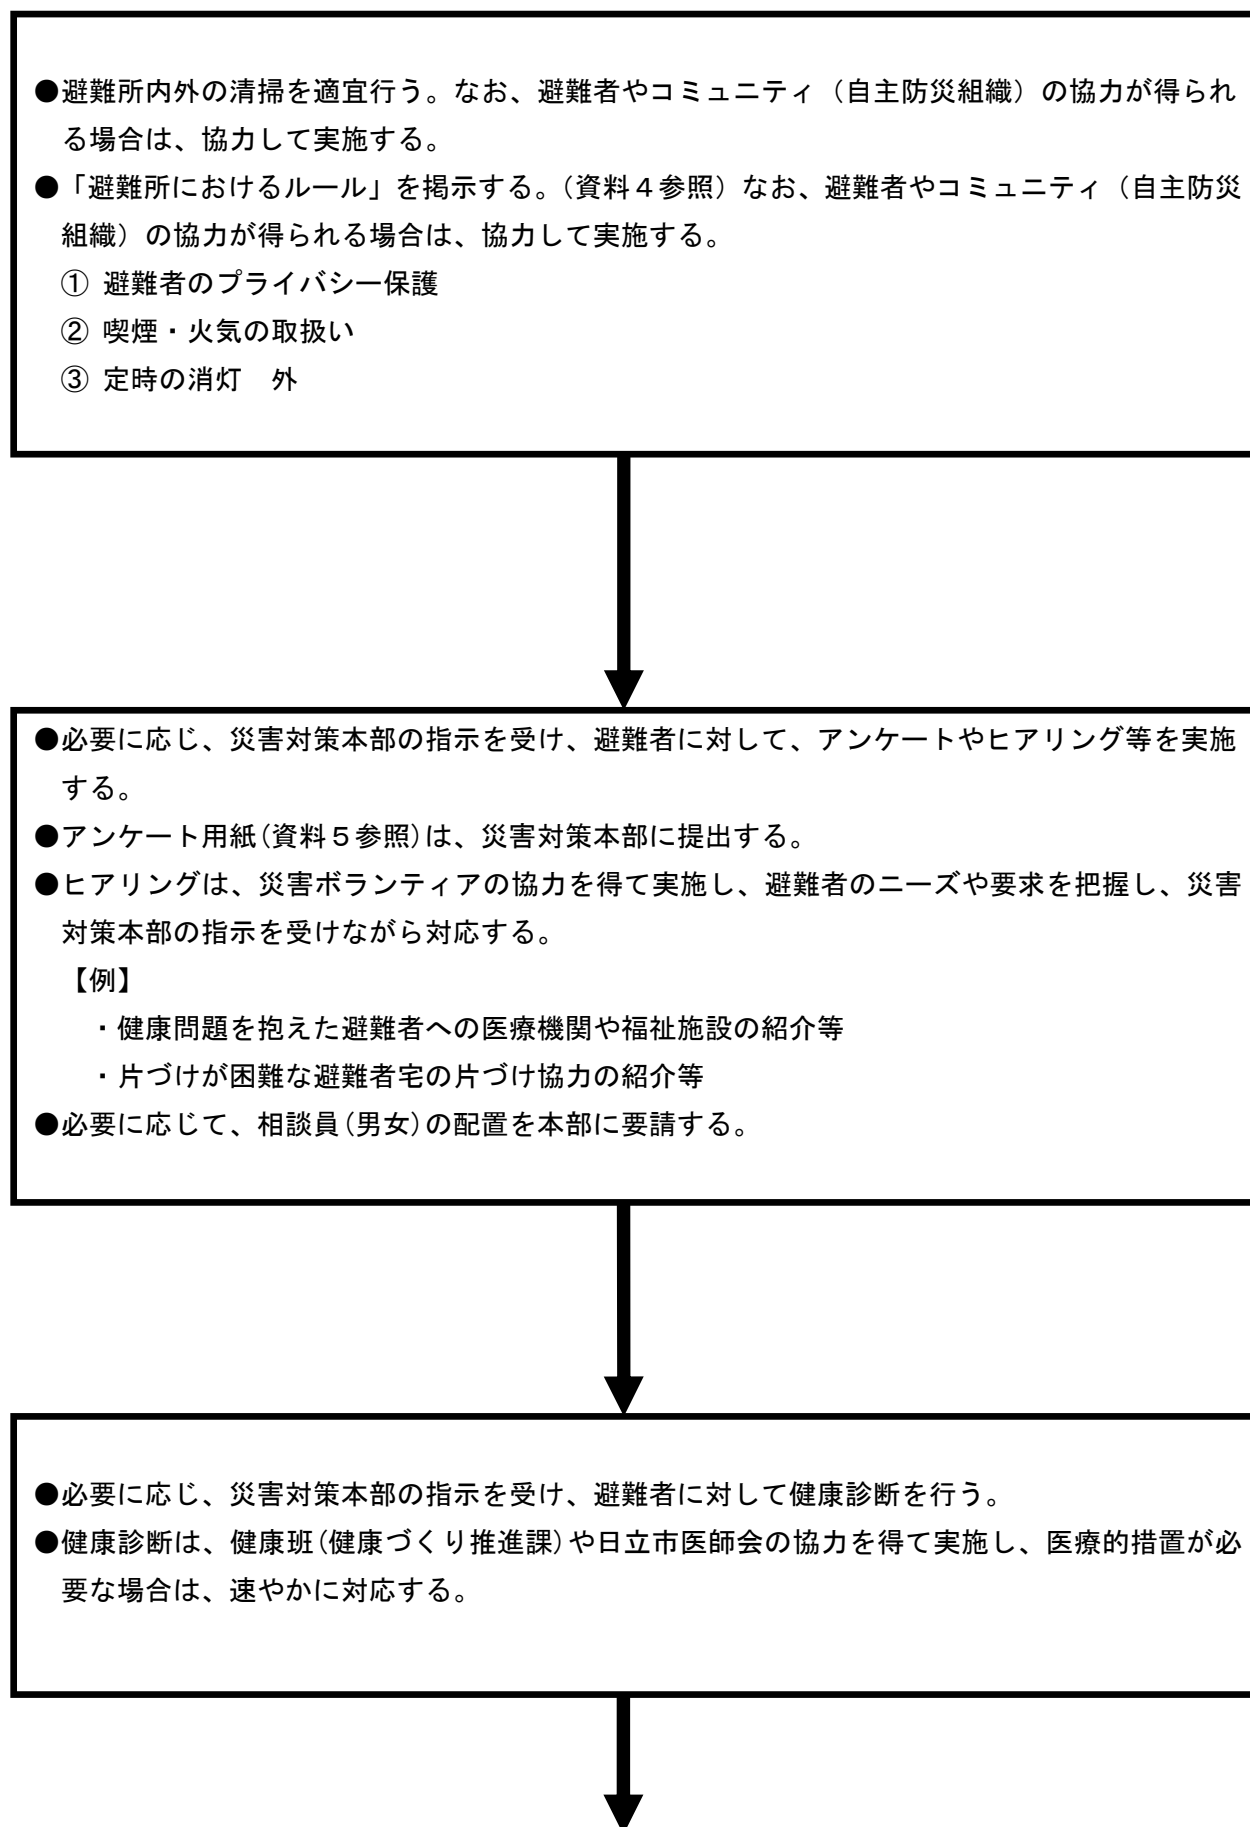 ●避難所内外の清掃を適宜行う。なお、避難者やコミュニティ（自主防災組織）の協力が得られ
る場合は、協力して実施する。
●「避難所におけるルール」を掲示する。（資料４参照）なお、避難者やコミュニティ（自主防災
組織）の協力が得られる場合は、協力して実施する。
① 避難者のプライバシー保護
② 喫煙・火気の取扱い
③ 定時の消灯　外
●必要に応じ、災害対策本部の指示を受け、避難者に対して、アンケートやヒアリング等を実施
する。
●アンケート用紙(資料５参照)は、災害対策本部に提出する。
●ヒアリングは、災害ボランティアの協力を得て実施し、避難者のニーズや要求を把握し、災害
対策本部の指示を受けながら対応する。
【例】
・健康問題を抱えた避難者への医療機関や福祉施設の紹介等
・片づけが困難な避難者宅の片づけ協力の紹介等
●必要に応じて、相談員(男女)の配置を本部に要請する。
●必要に応じ、災害対策本部の指示を受け、避難者に対して健康診断を行う。
●健康診断は、健康班(健康づくり推進課)や日立市医師会の協力を得て実施し、医療的措置が必
要な場合は、速やかに対応する。